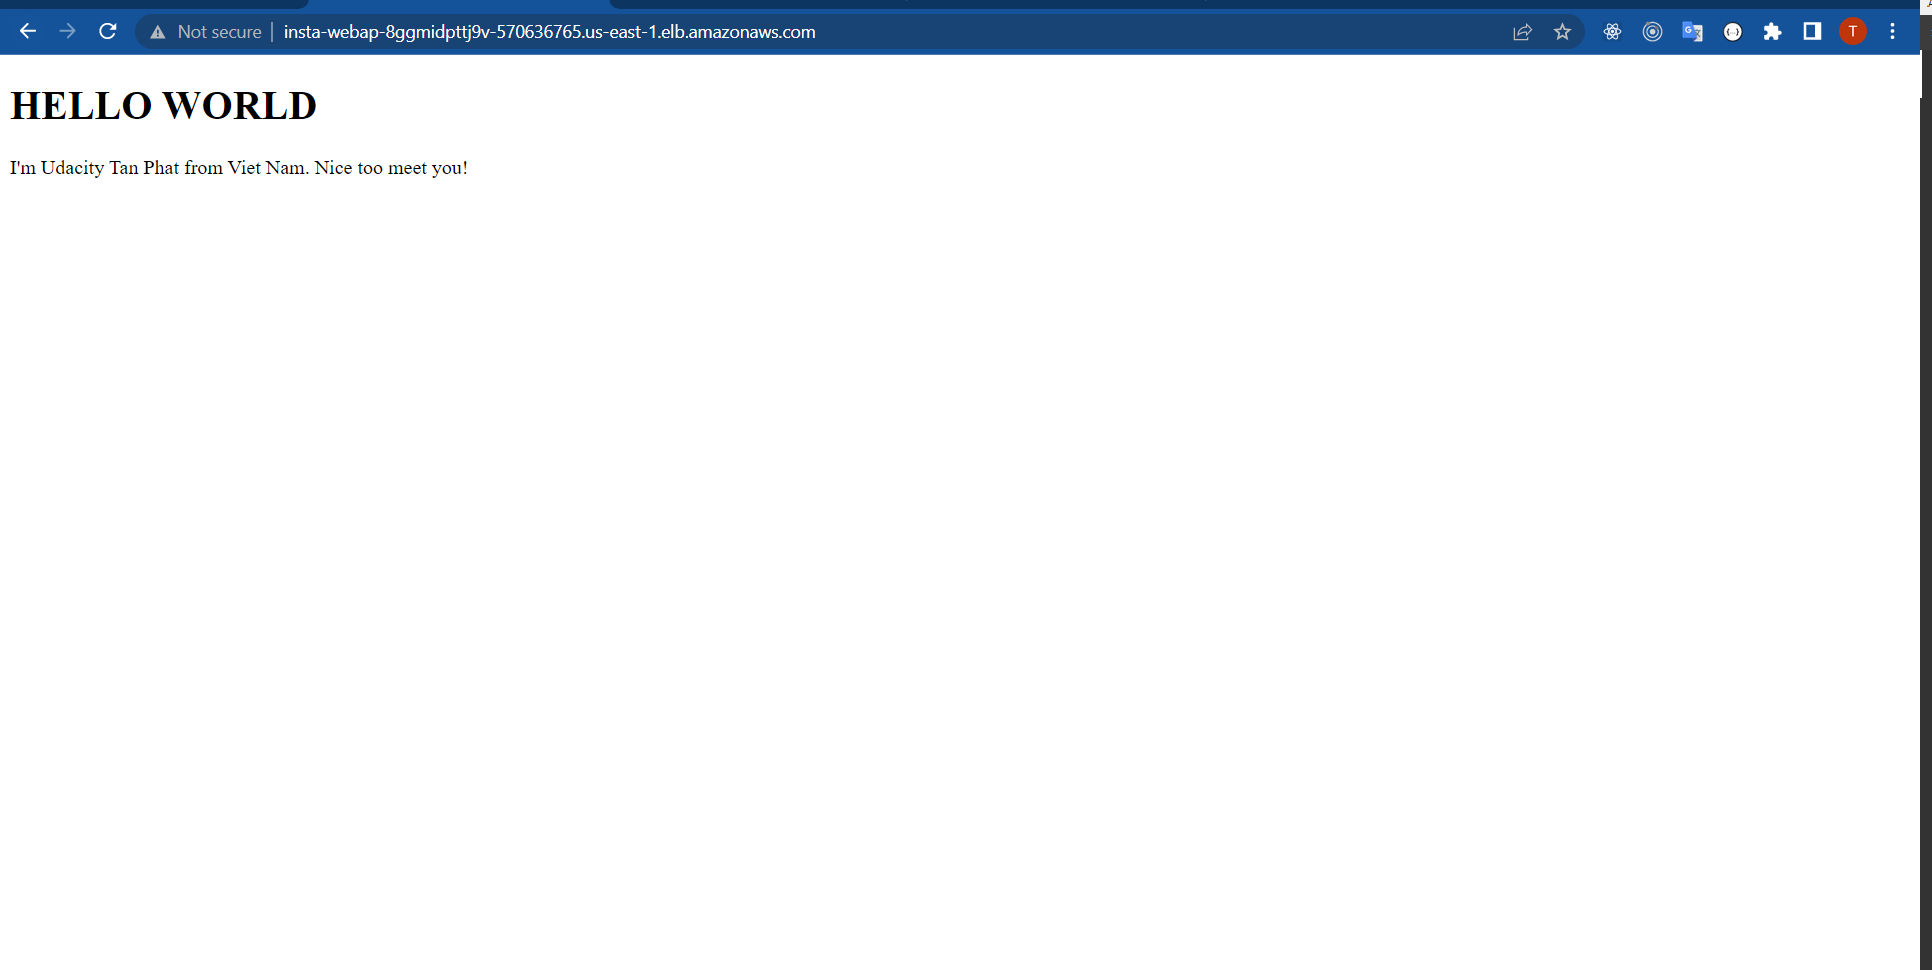 Not secure | insta-webap-8ggmidpttj9v-570636765.us-east-1.elb.amazonaws.com
T
HELLO WORLD
I'm Udacity Tan Phat from Viet Nam. Nice too meet you!